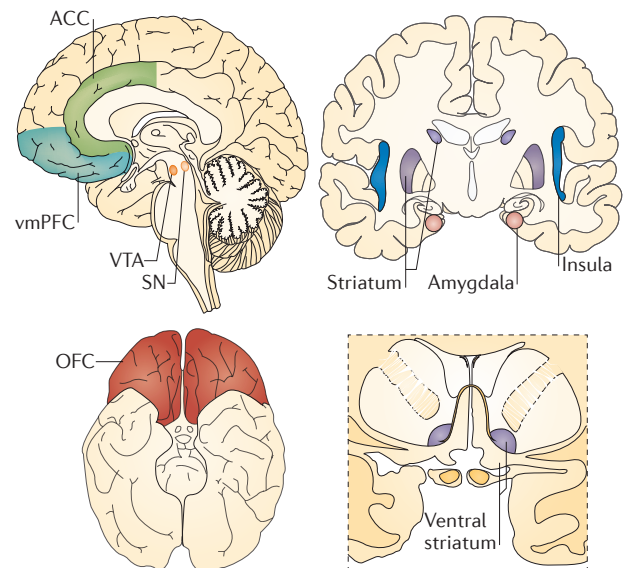 ACC
vmPFC
VTA
SN
Striatum
Amygdala
Insula
OFC
Ventral
striatum